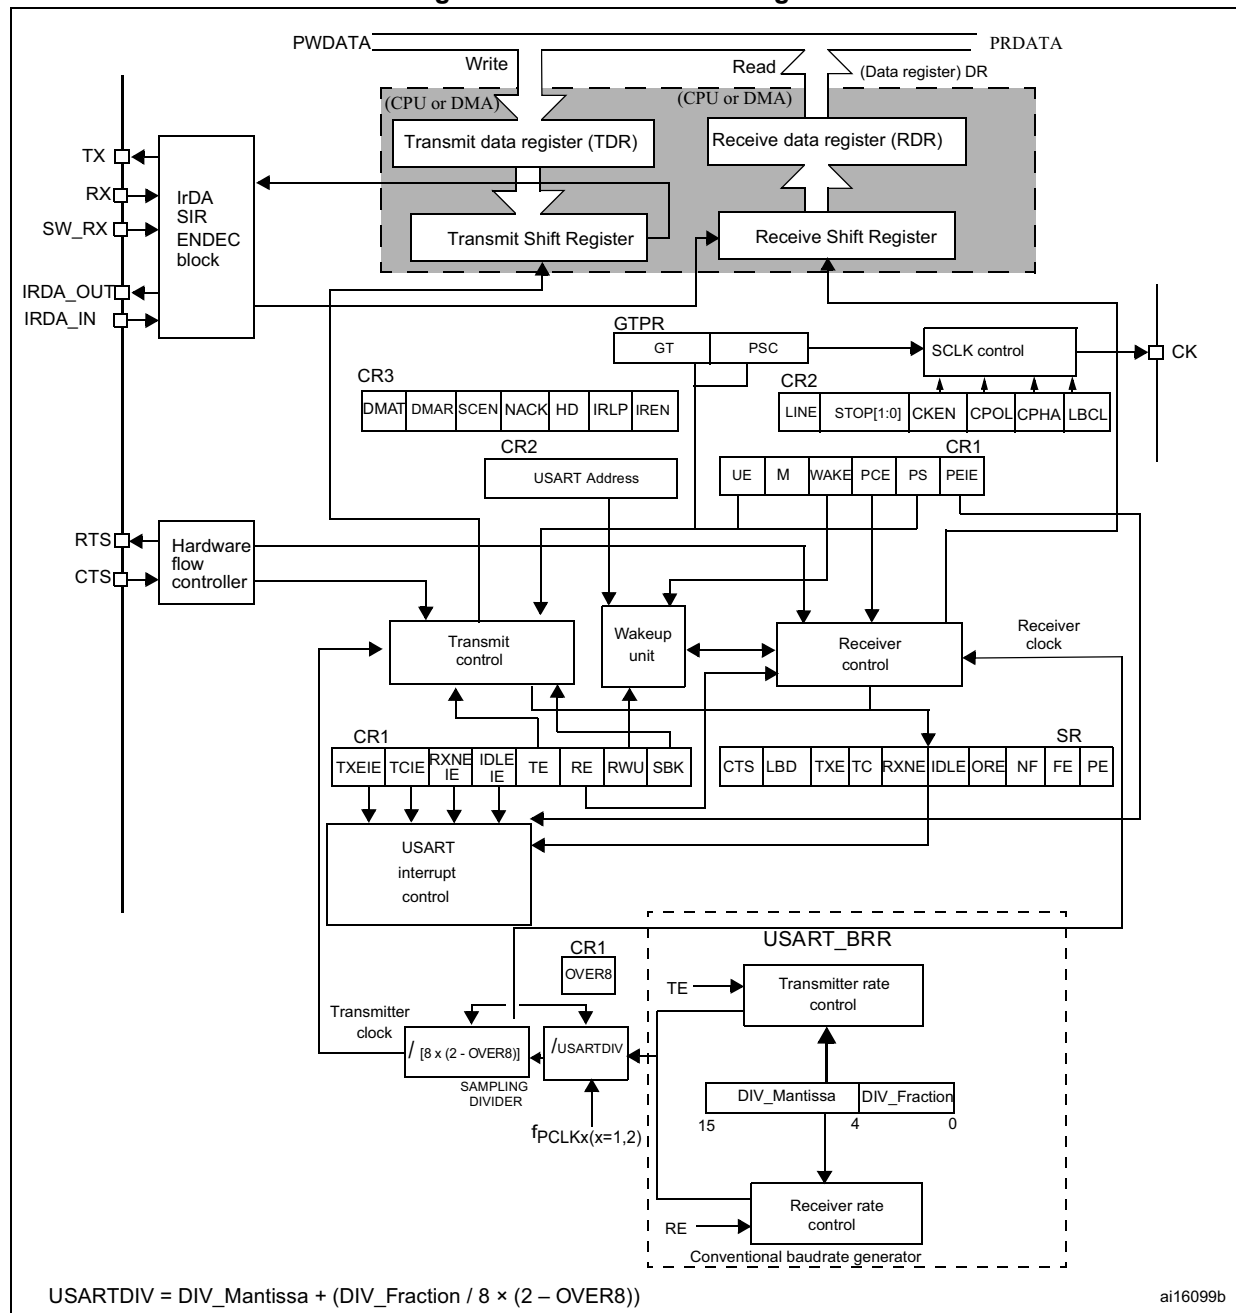 PWDATA
PRDATA
Write
Read
(Data register) DR
(CPU or DMA)
(CPU or DMA)
Transmit data register (TDR)
Receive data register (RDR)
TX
RX
SW_RX
IRDA_OUT
IRDA_IN
IrDA
SIR
ENDEC
block
Transmit Shift Register
Receive Shift Register
GTPR
GT
PSC
SCLK control
CK
CR3
DMAT
DMAR
SCEN
NACK
HD
IRLP
IREN
CR2
LINE
STOP[1:0]
CKEN
CPOL
CPHA
LBCL
CR2
USART Address
CR1
UE
M
WAKE
PCE
PS
PEIE
RTS
CTS
Hardware
flow
controller
Transmit
control
Wakeup
unit
Receiver
control
Receiver
clock
CR1
TXEIE
TCIE
RXNE
IE
IDLE
IE
TE
RE
RWU
SBK
SR
CTS
LBD
TXE
TC
RXNE
IDLE
ORE
NF
FE
PE
USART
interrupt
control
USART_BRR
CR1
OVER8
TE
Transmitter rate
control
Transmitter
clock
/ [8 x (2 - OVER8)]
/USARTDIV
SAMPLING
DIVIDER
fPCLKx(x=1,2)
DIV_Mantissa
DIV_Fraction
15
4
0
RE
Receiver rate
control
Conventional baudrate generator
USARTDIV = DIV_Mantissa + (DIV_Fraction / 8 × (2 – OVER8))
ai16099b